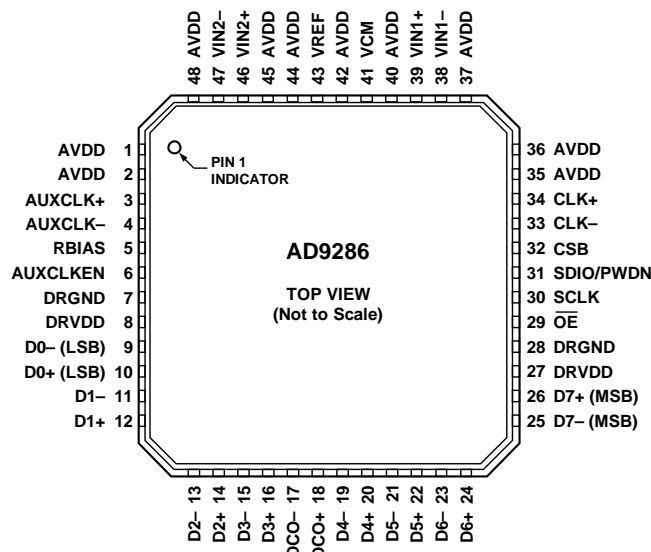 48 AVDD
47 VIN2–
46 VIN2+
45 AVDD
44 AVDD
43 VREF
42 AVDD
41 VCM
40 AVDD
39 VIN1+
38 VIN1–
37 AVDD
AVDD 1
AVDD 2
AUXCLK+ 3
AUXCLK– 4
RBIAS 5
AUXCLKEN 6
DRGND 7
DRVDD 8
D0– (LSB) 9
D0+ (LSB) 10
D1– 11
D1+ 12
PIN 1
INDICATOR
AD9286
TOP VIEW
(Not to Scale)
36 AVDD
35 AVDD
34 CLK+
33 CLK–
32 CSB
31 SDIO/PWDN
30 SCLK
29 OE
28 DRGND
27 DRVDD
26 D7+ (MSB)
25 D7– (MSB)
D2– 13
D2+ 14
D3– 15
D3+ 16
DCO– 17
DCO+ 18
D4– 19
D4+ 20
D5– 21
D5+ 22
D6– 23
D6+ 24